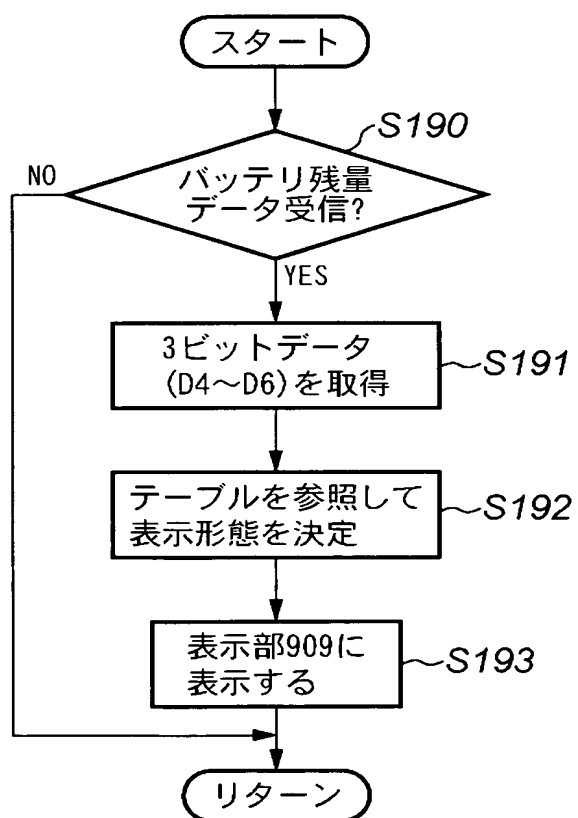 スタート
S190
NO
バッテリ残量
データ受信?
YES
3ビットデータ
(D4～D6)を取得
S191
テーブルを参照して
表示形態を決定
S192
表示部909に
表示する
S193
リターン